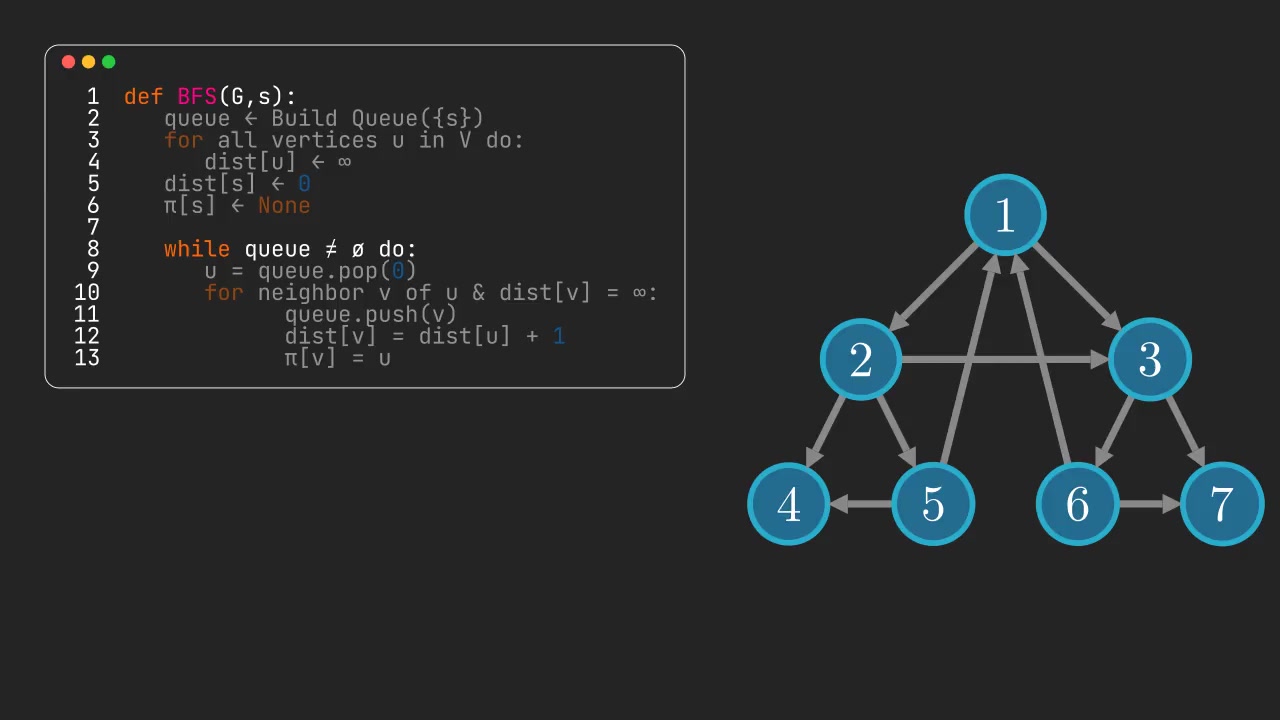 1 def BFS(G,s):
2 queue ← Build Queue({s})
3 for all vertices u in V do:
4 dist[u] ← ∞
5 dist[s] ← 0
6 π[s] ← None
7
8 while queue ≠ ø do:
9 u = queue.pop(0)
10 for neighbor v of u & dist[v] = ∞:
11 queue.push(v)
12 dist[v] = dist[u] + 1
13 π[v] = u
1
2
3
4
5
6
7